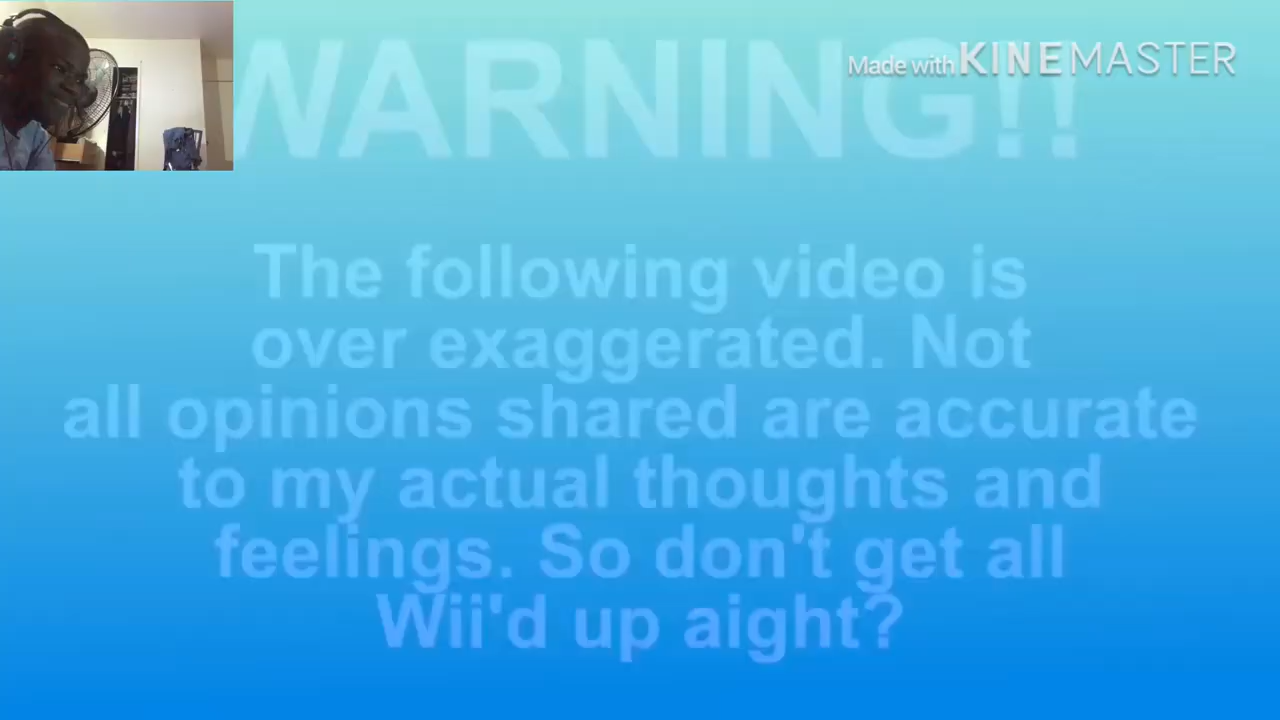 WARNING!!
Made with KINEMASTER
The following video is
over exaggerated. Not
all opinions shared are accurate
to my actual thoughts and
feelings. So don't get all
Wii'd up aight?